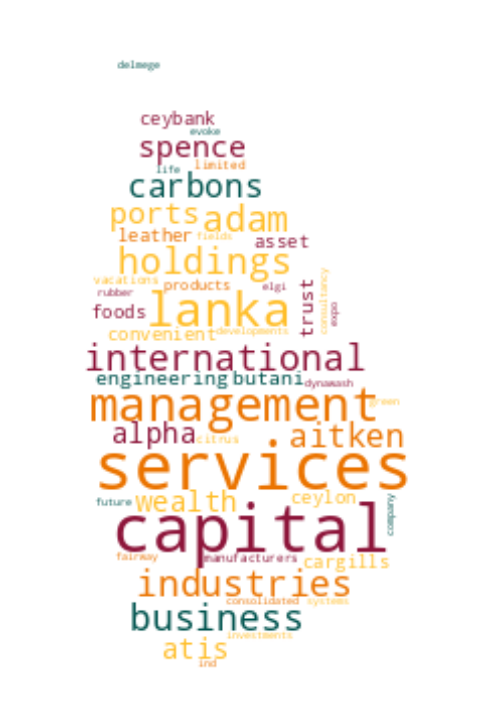 delmege
ceybank
evoke
spence
life limited
carbons
ports adam
leather fields
asset
holdings
vacations products elgi
rubber
trust consultancy
foods lanka expo
convenient developments
international
engineering butani dynawash
management green
alpha citrus aitken
services
future wealth ceylon
capital company
fairway manufacturers cargills
industries
consolidated systems
business
investments
atis
ind